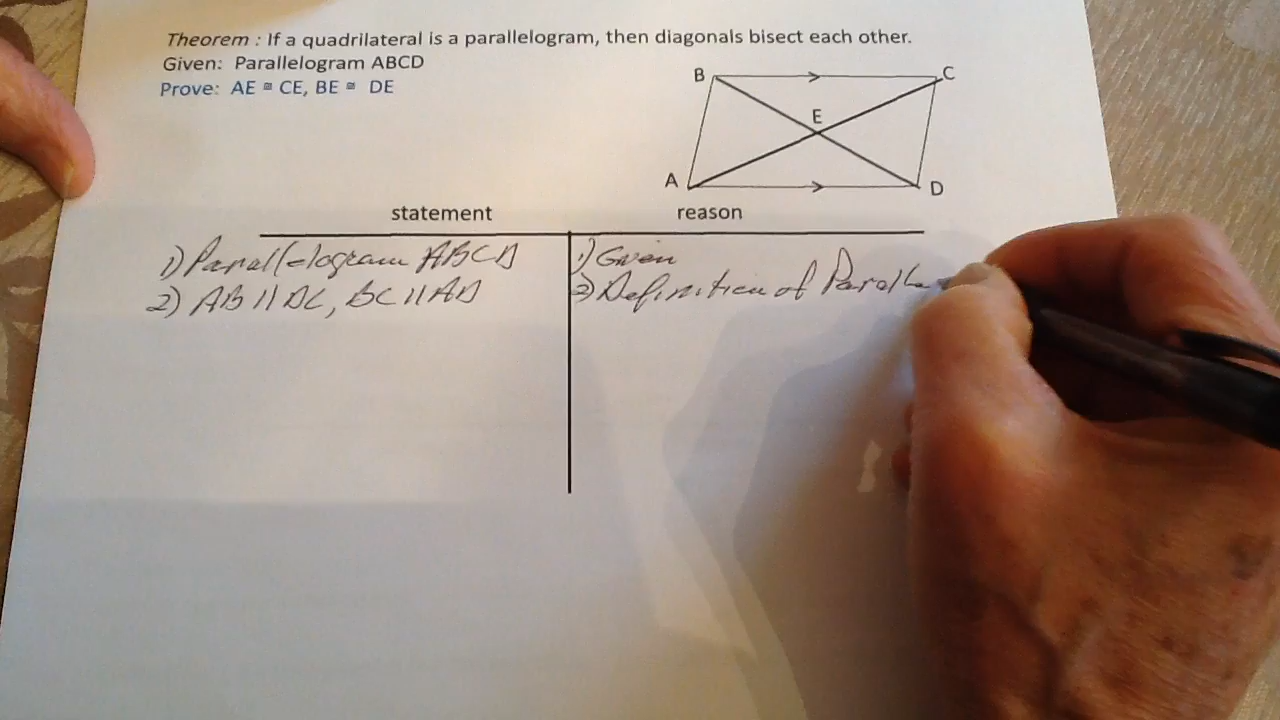 Theorem : If a quadrilateral is a parallelogram, then diagonals bisect each other.
Given: Parallelogram ABCD
Prove: AE ≅ CE, BE ≅ DE
B
C
E
A
D
statement
reason
1) Parallelogram ABCD
1) Given
2) AB // DC, BC // AD
2) Definition of Paralle